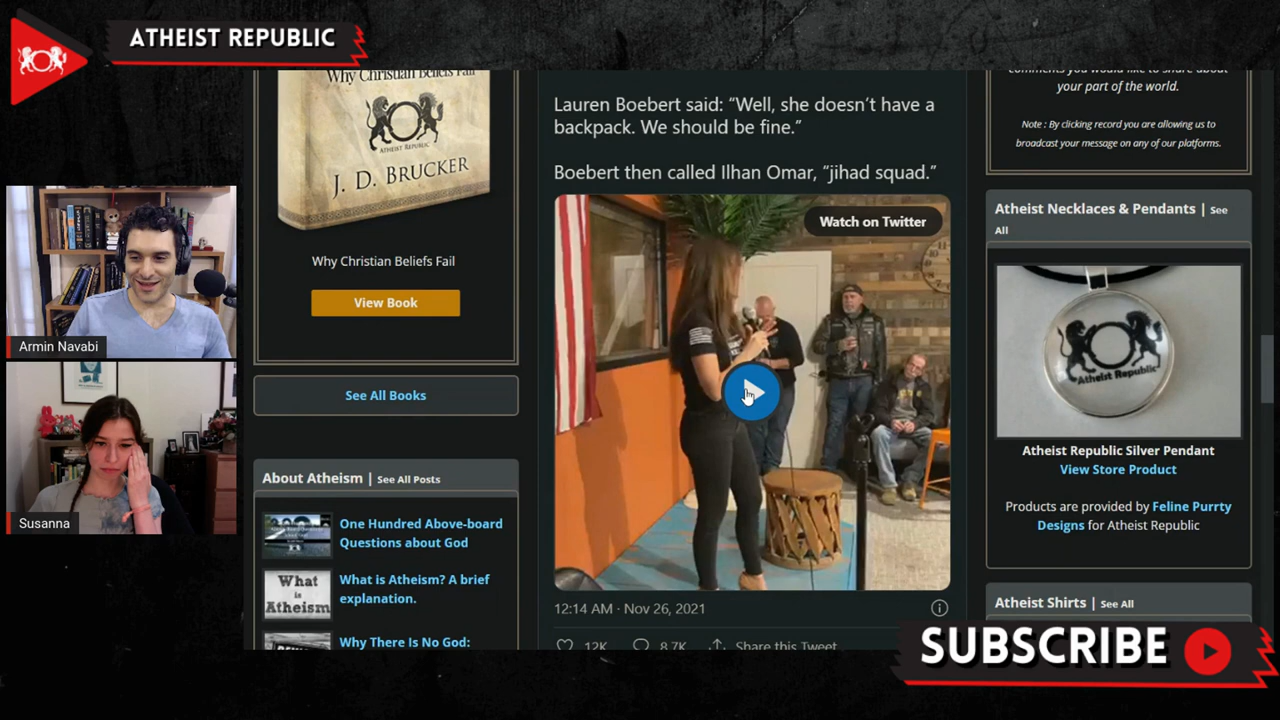 ATHEIST REPUBLIC
Why Christian Beliefs Fail
ATHEIST REPUBLIC
J. D. BRUCKER
Why Christian Beliefs Fail
View Book
See All Books
About Atheism | See All Posts
One Hundred Above-board
Questions about God
What is Atheism? A brief
explanation.
What
is
Atheism
Why There Is No God:
Lauren Boebert said: “Well, she doesn’t have a
backpack. We should be fine.”
Boebert then called Ilhan Omar, “jihad squad.”
Watch on Twitter
12:14 AM · Nov 26, 2021
12K
8.7K
Share this Tweet
comments you would like to share about
your part of the world.
Note : By clicking record you are allowing us to
broadcast your message on any of our platforms.
Atheist Necklaces & Pendants | See
All
Atheist Republic
Atheist Republic Silver Pendant
View Store Product
Products are provided by Feline Purrty
Designs for Atheist Republic
Atheist Shirts | See All
Armin Navabi
Susanna
SUBSCRIBE